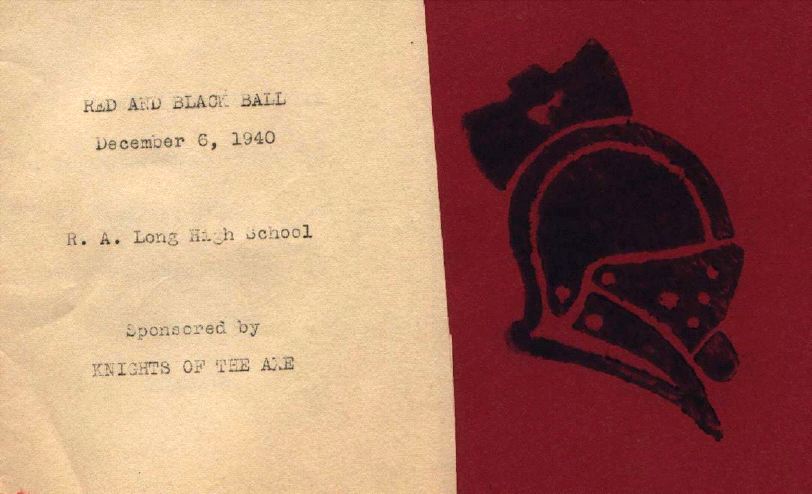 RED AND BLACK BALL
December 6, 1940
R. A. Long High School
Sponsored by
KNIGHTS OF THE AXE